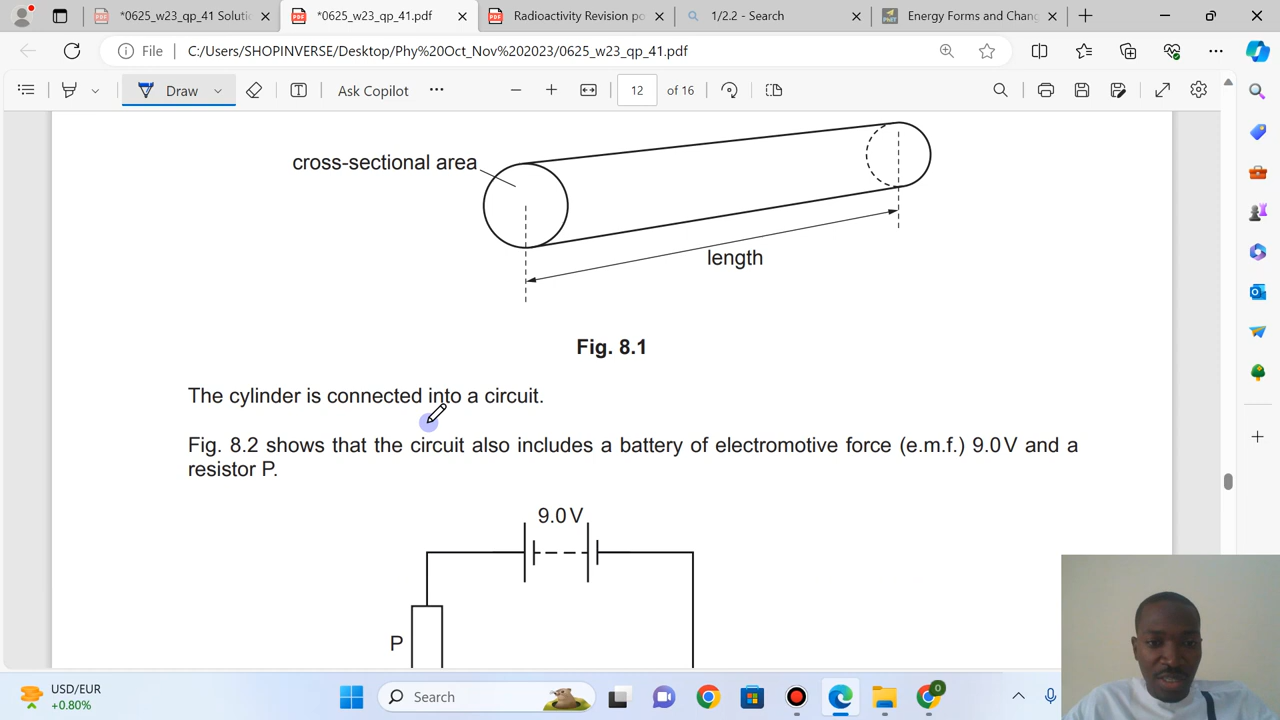 *0625_w23_qp_41 Soluti
*0625_w23_qp_41.pdf
Radioactivity Revision po
1/2.2 - Search
Energy Forms and Chang
File
C:/Users/SHOPINVERSE/Desktop/Phy%20Oct_Nov%202023/0625_w23_qp_41.pdf
Draw
Ask Copilot
12
of 16
cross-sectional area
length
Fig. 8.1
The cylinder is connected into a circuit.
Fig. 8.2 shows that the circuit also includes a battery of electromotive force (e.m.f.) 9.0 V and a
resistor P.
9.0 V
P
USD/EUR
+0.80%
Search
0